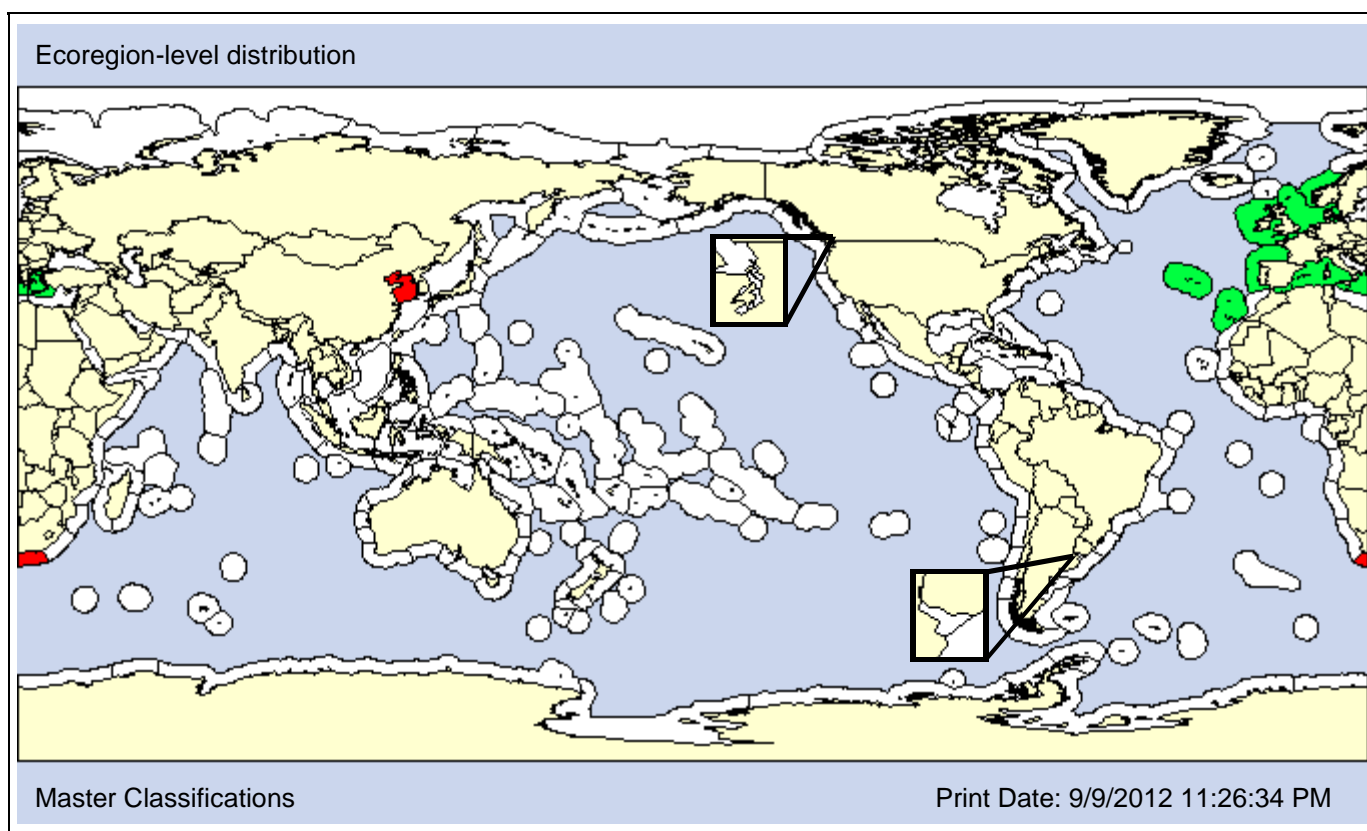 Ecoregion-level distribution
Master Classifications
Print Date: 9/9/2012 11:26:34 PM